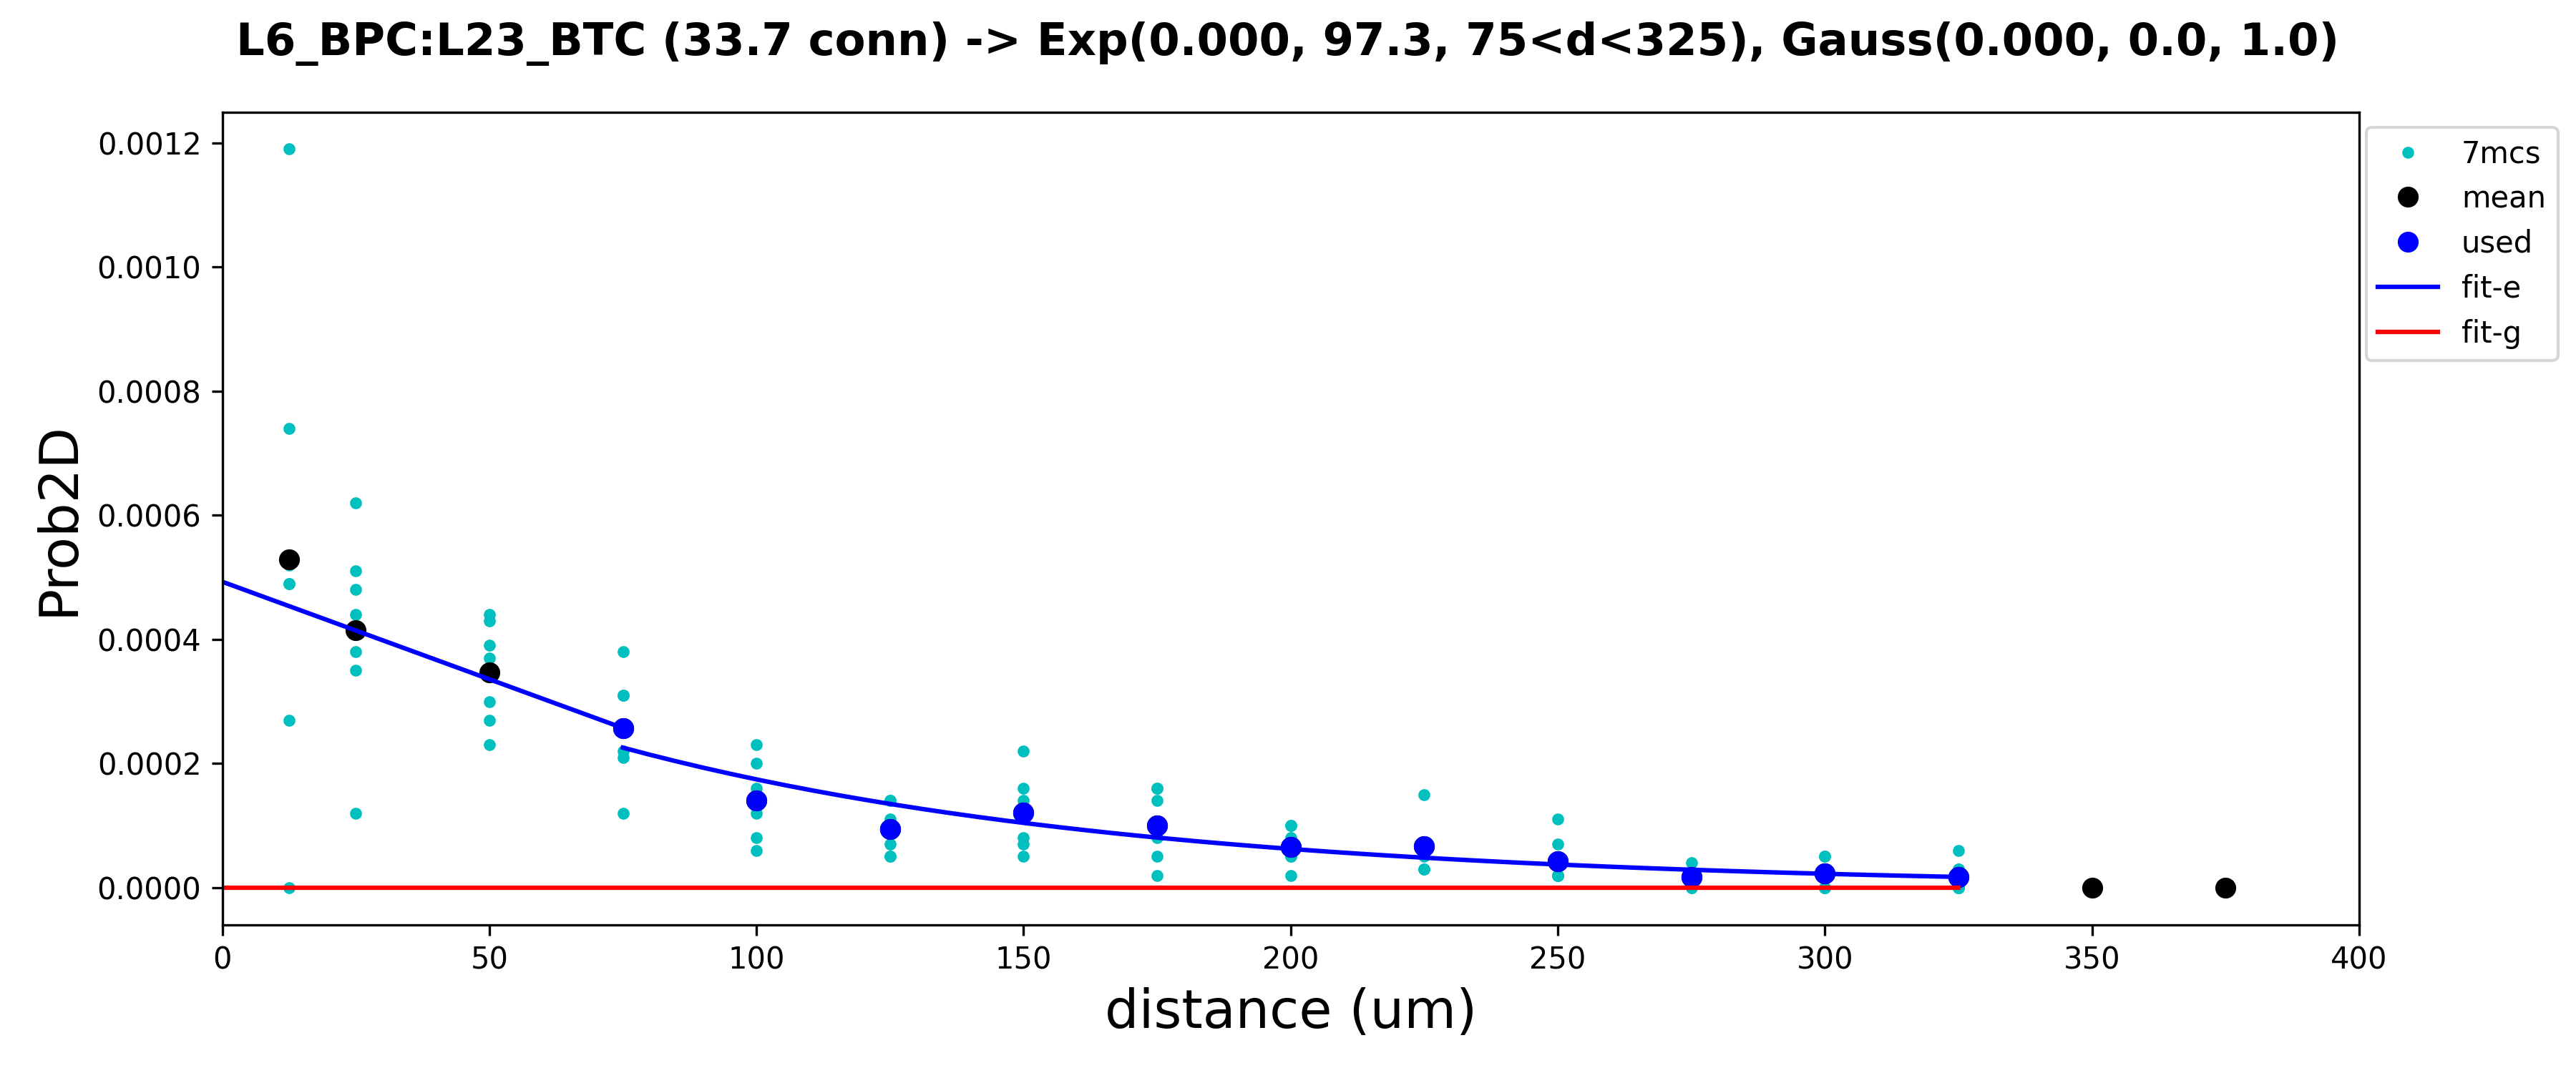 L6_BPC:L23_BTC (33.7 conn) -> Exp(0.000, 97.3, 75<d<325), Gauss(0.000, 0.0, 1.0)
0.0012
0.0010
0.0008
0.0006
0.0004
0.0002
0.0000
Prob2D
0 50 100 150 200 250 300 350 400
distance (um)
7mcs
mean
used
fit-e
fit-g